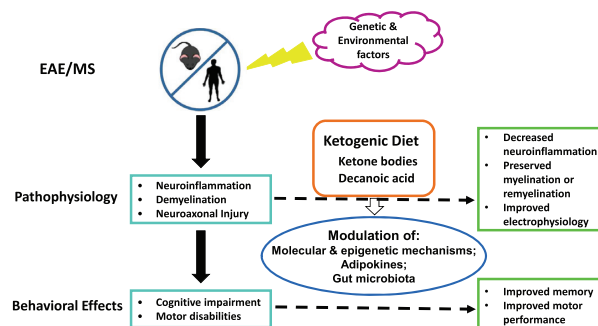 Genetic &
Environmental
factors
EAE/MS
Ketogenic Diet
Ketone bodies
Decanoic acid
• Decreased
neuroinflammation
• Preserved
myelination or
remyelination
• Improved
electrophysiology
Pathophysiology
• Neuroinflammation
• Demyelination
• Neuroaxonal Injury
Modulation of:
Molecular & epigenetic mechanisms;
Adipokines;
Gut microbiota
Behavioral Effects
• Cognitive impairment
• Motor disabilities
• Improved memory
• Improved motor
performance